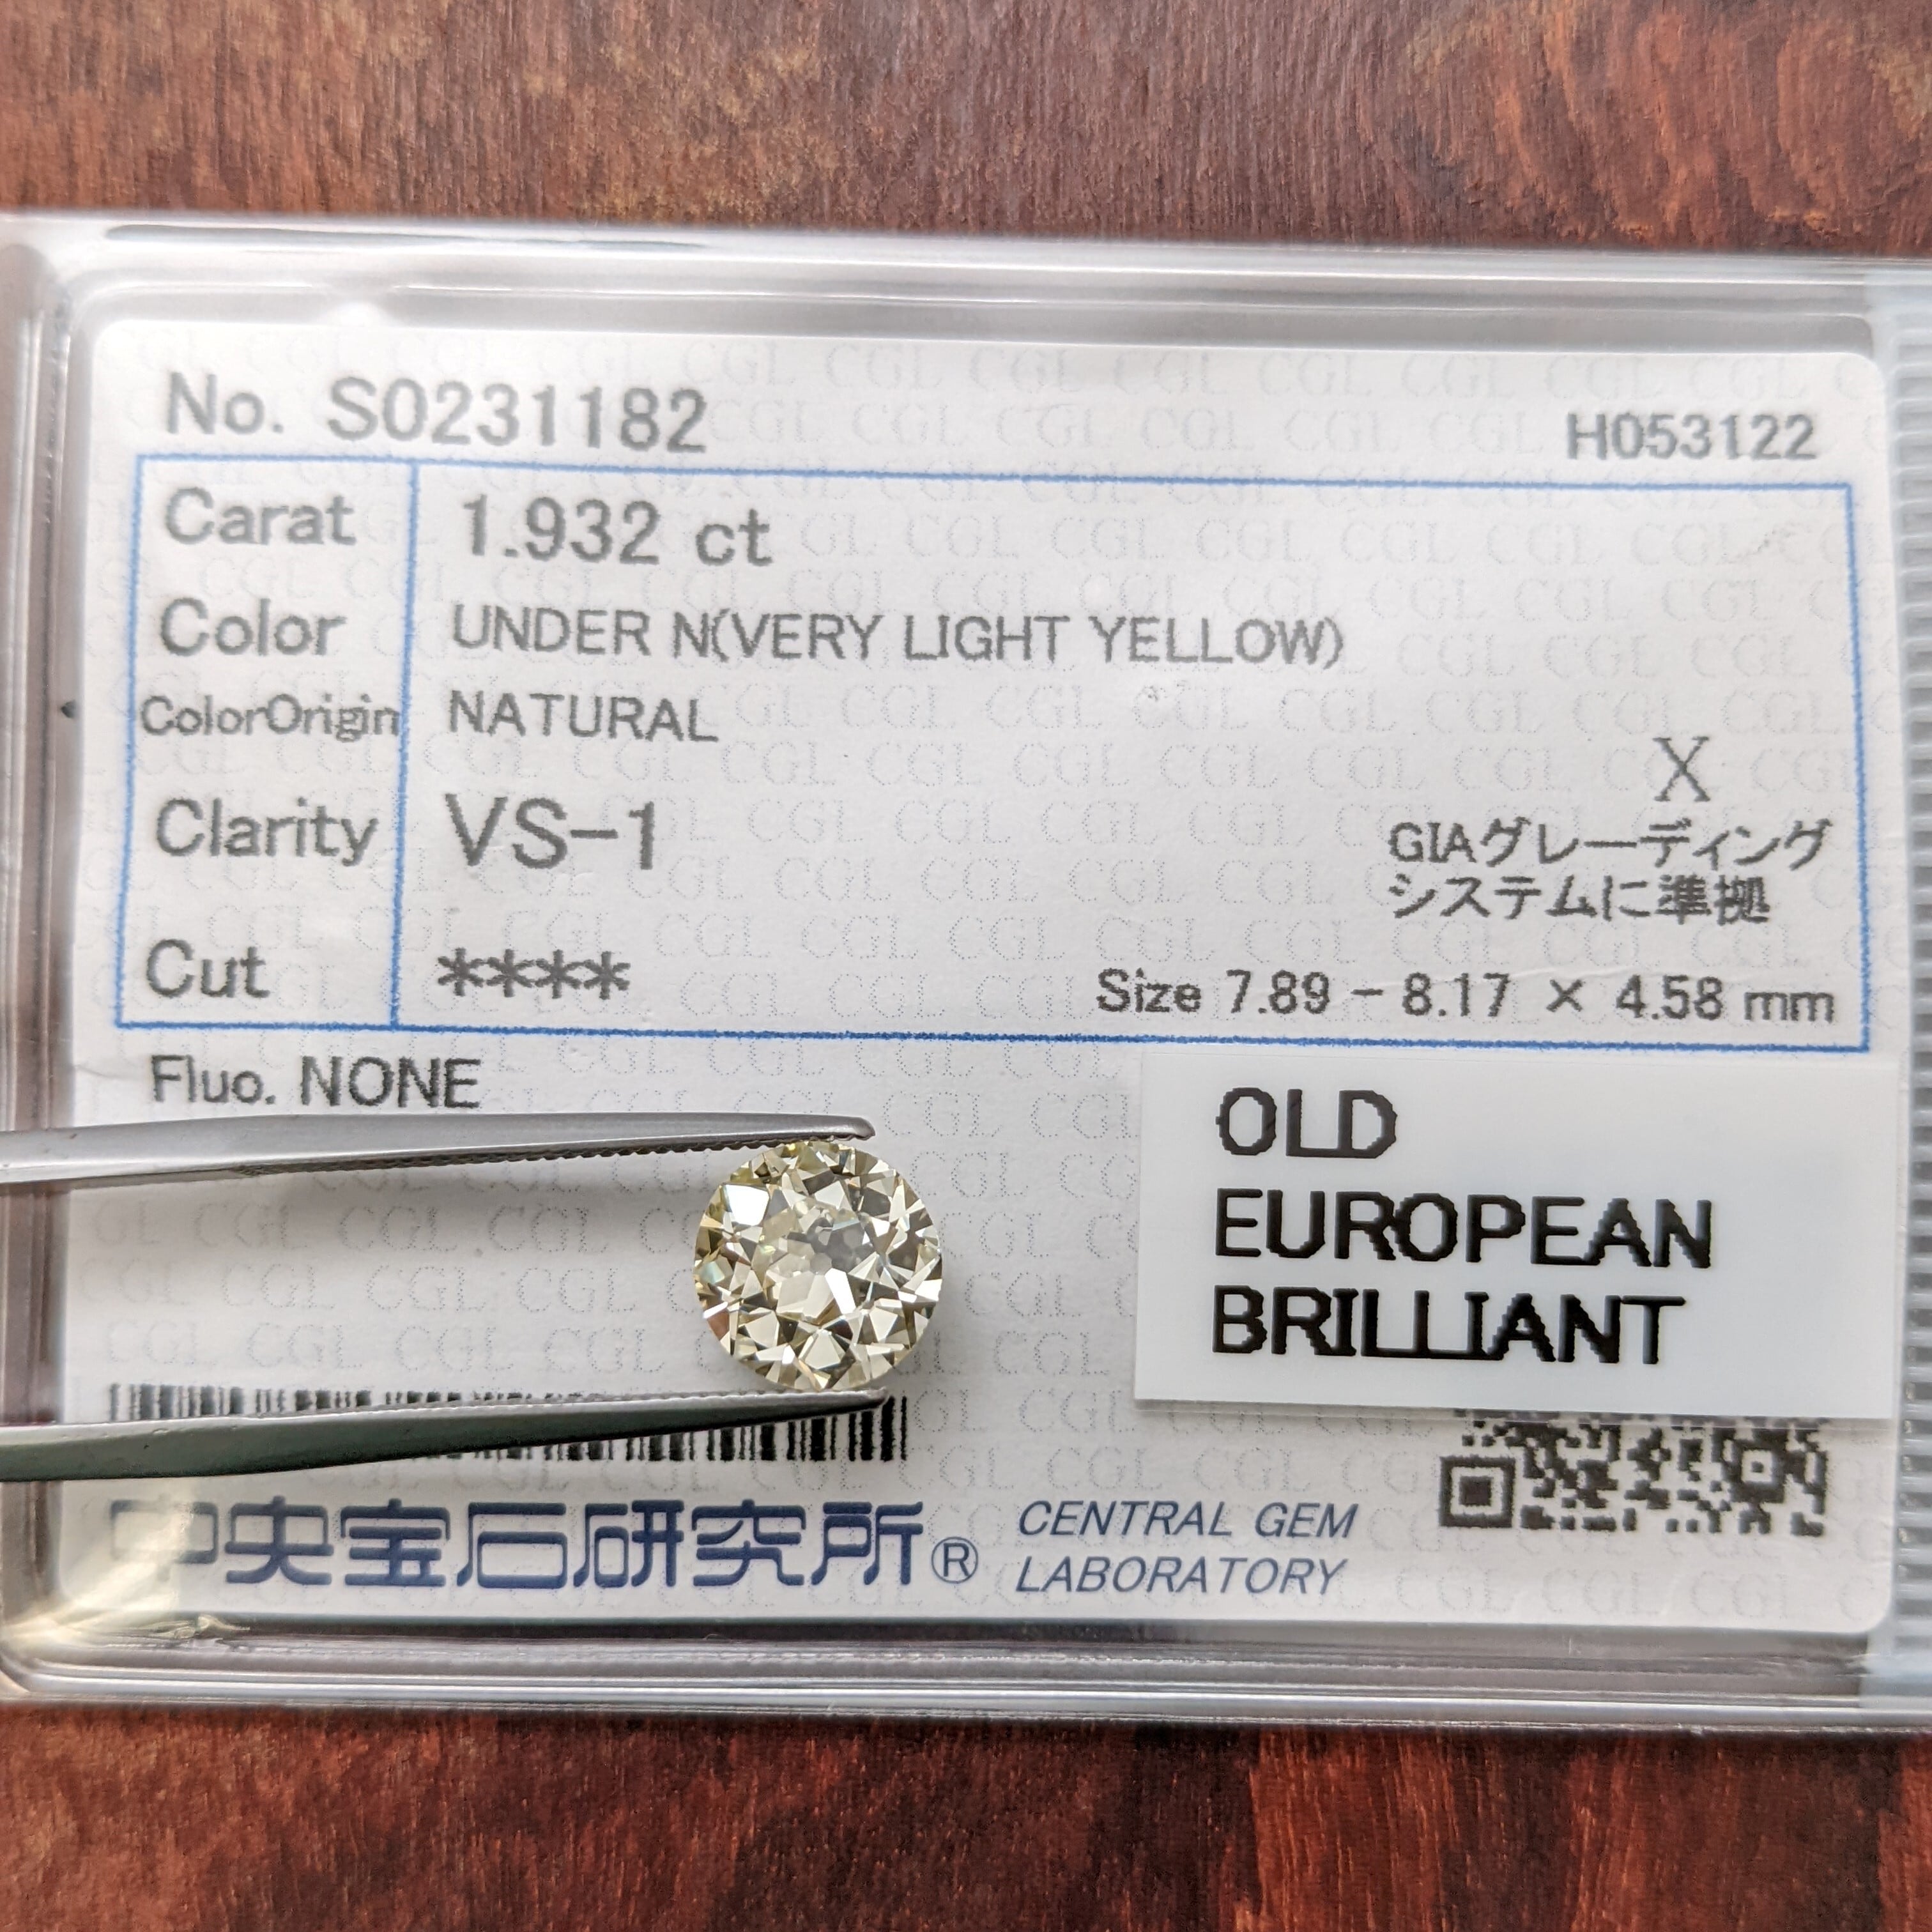 No. S0231182
H053122
Carat 1.932 ct
Color UNDER N(VERY LIGHT YELLOW)
ColorOrigin NATURAL
X
Clarity VS-1
GIAグレーディング
システムに準拠
Cut ****
Size 7.89 - 8.17 × 4.58 mm
Fluo. NONE
OLD
EUROPEAN
BRILLIANT
中央宝石研究所®
CENTRAL GEM
LABORATORY